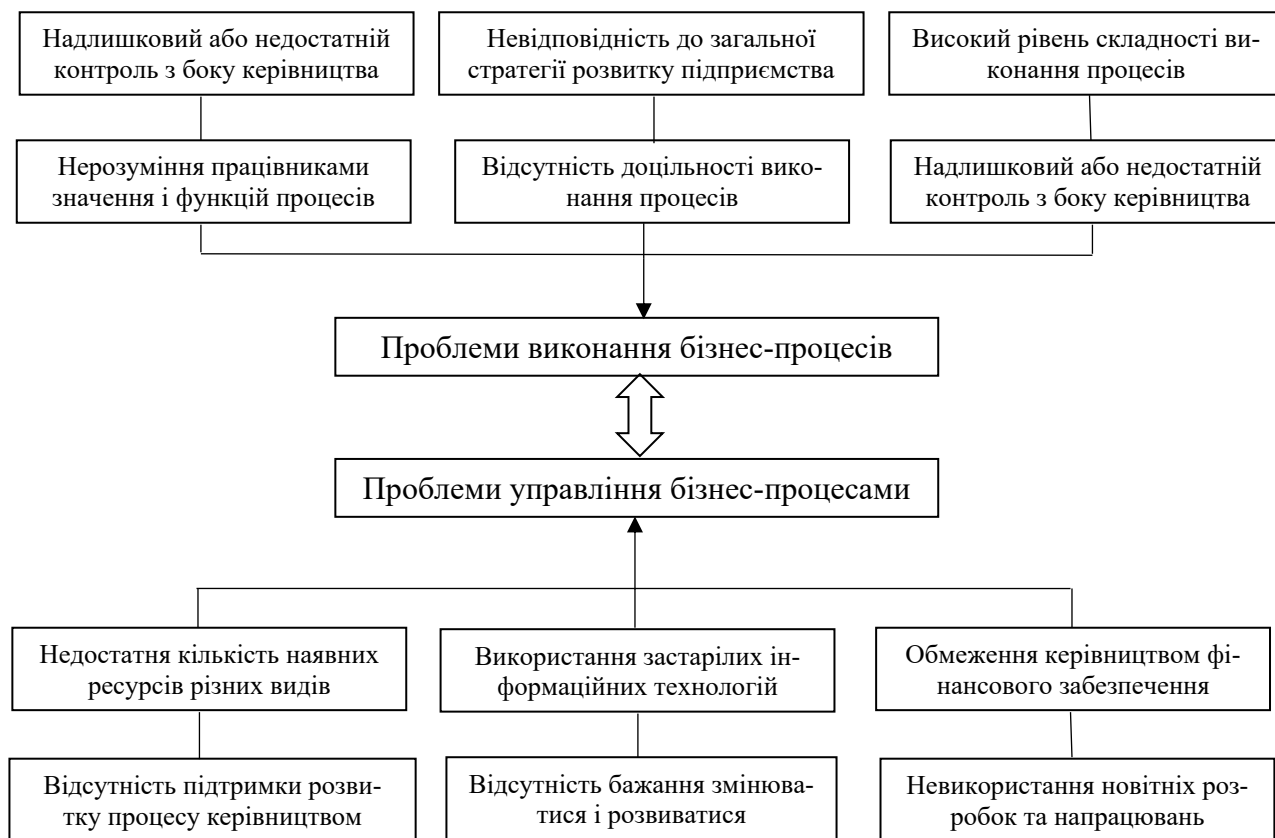 Надлишковий або недостатній
контроль з боку керівництва
Невідповідність до загальної
стратегії розвитку підприємства
Високий рівень складності ви-
конання процесів
Нерозуміння працівниками
значення і функцій процесів
Відсутність доцільності вико-
нання процесів
Надлишковий або недостатній
контроль з боку керівництва
Проблеми виконання бізнес-процесів
Проблеми управління бізнес-процесами
Недостатня кількість наявних
ресурсів різних видів
Використання застарілих ін-
формаційних технологій
Обмеження керівництвом фі-
нансового забезпечення
Відсутність підтримки розви-
тку процесу керівництвом
Відсутність бажання змінюва-
тися і розвиватися
Невикористання новітніх роз-
робок та напрацювань